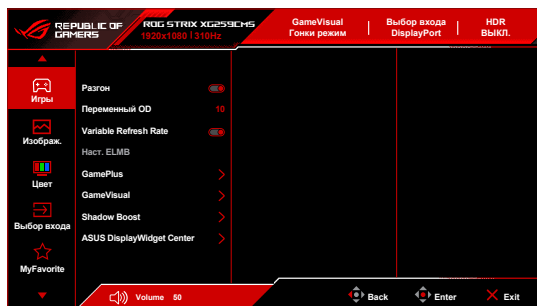 REPUBLIC OF
GAMERS
ROG STRIX XG259CMS
1920x1080 | 310Hz
GameVisual
Гонки режим
Выбор входа
DisplayPort
HDR
ВЫКЛ.
Игры
Изображ.
Цвет
Выбор входа
MyFavorite
Разгон
Переменный OD 10
Variable Refresh Rate
Наст. ELMB
GamePlus
GameVisual
Shadow Boost
ASUS DisplayWidget Center
Volume 50
Back
Enter
Exit